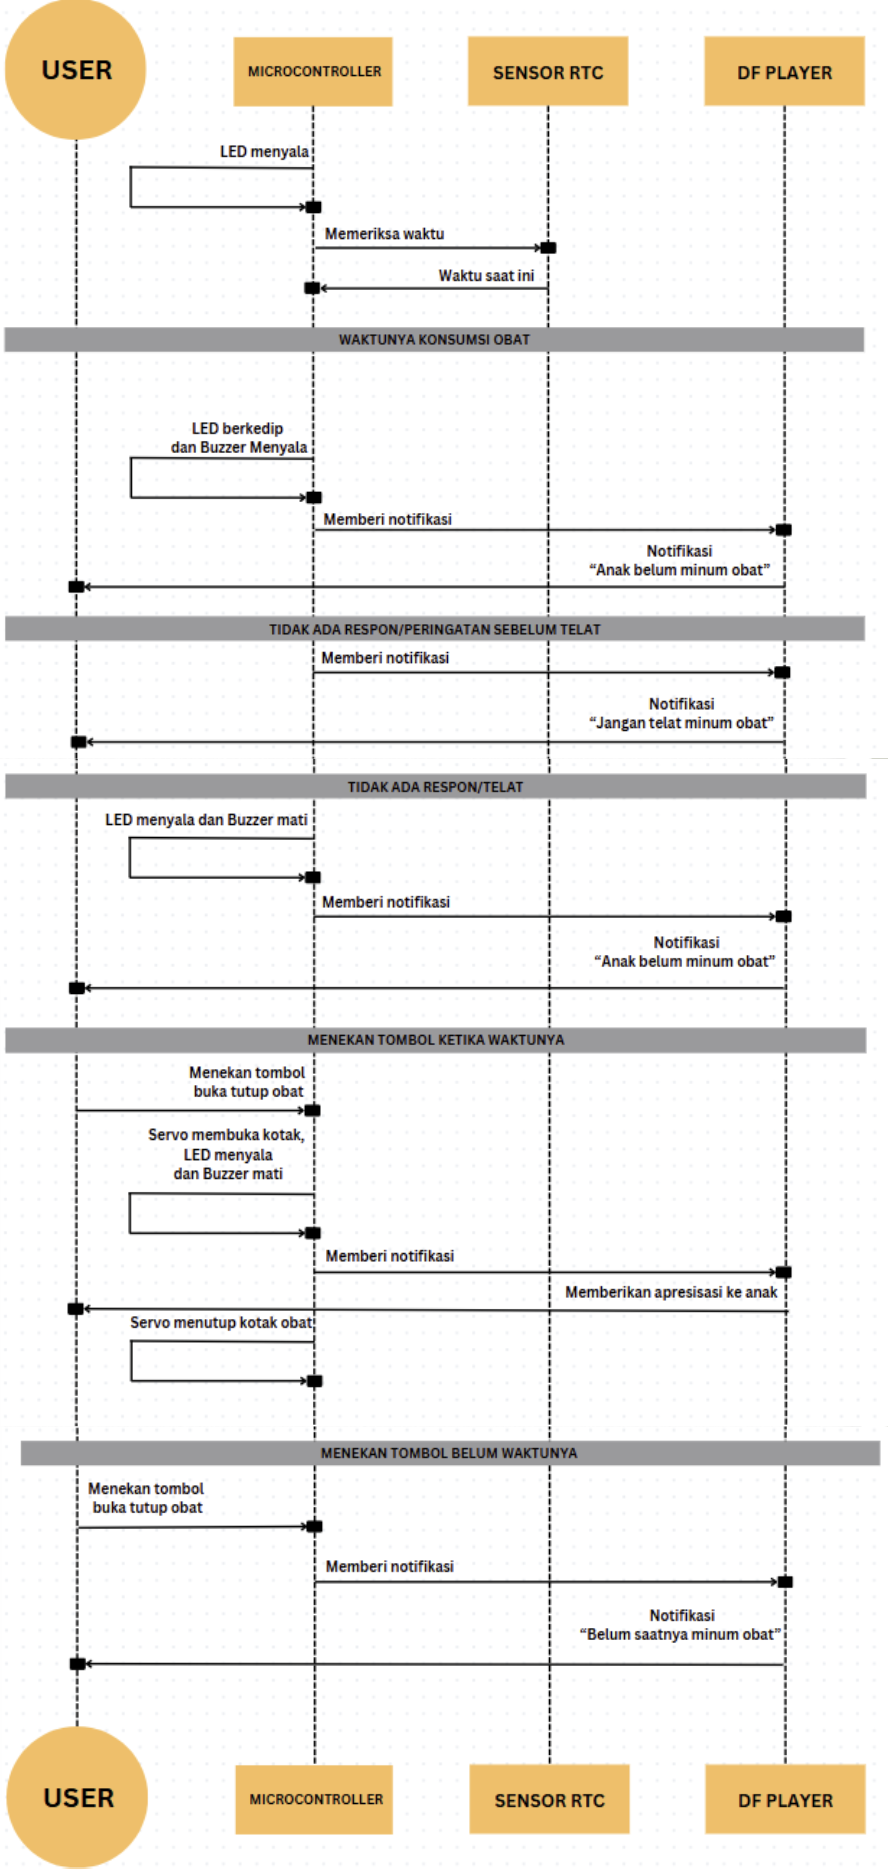 USER
MICROCONTROLLER
SENSOR RTC
DF PLAYER
LED menyala
Memeriksa waktu
Waktu saat ini
WAKTUNYA KONSUMSI OBAT
LED berkedip
dan Buzzer Menyala
Memberi notifikasi
Notifikasi
“Anak belum minum obat”
TIDAK ADA RESPON/PERINGATAN SEBELUM TELAT
Memberi notifikasi
Notifikasi
“Jangan telat minum obat”
TIDAK ADA RESPON/TELAT
LED menyala dan Buzzer mati
Memberi notifikasi
Notifikasi
“Anak belum minum obat”
MENEKAN TOMBOL KETIKA WAKTUNYA
Menekan tombol
buka tutup obat
Servo membuka kotak,
LED menyala
dan Buzzer mati
Memberi notifikasi
Memberikan apresisasi ke anak
Servo menutup kotak obat
MENEKAN TOMBOL BELUM WAKTUNYA
Menekan tombol
buka tutup obat
Memberi notifikasi
Notifikasi
“Belum saatnya minum obat”
USER
MICROCONTROLLER
SENSOR RTC
DF PLAYER